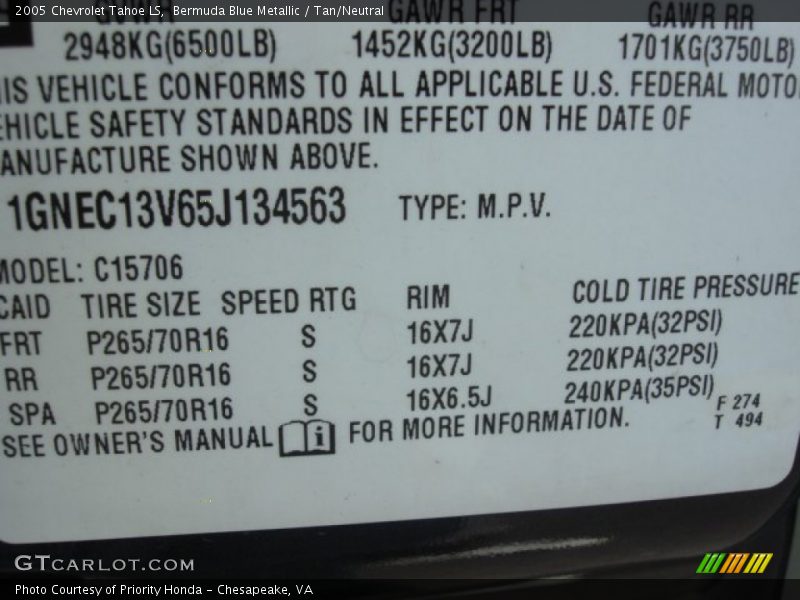 2005 Chevrolet Tahoe LS, Bermuda Blue Metallic / Tan/Neutral
GVWR GAWR FRT GAWR RR
2948KG(6500LB) 1452KG(3200LB) 1701KG(3750LB)
HIS VEHICLE CONFORMS TO ALL APPLICABLE U.S. FEDERAL MOTO
EHICLE SAFETY STANDARDS IN EFFECT ON THE DATE OF
ANUFACTURE SHOWN ABOVE.
1GNEC13V65J134563 TYPE: M.P.V.
MODEL: C15706
CAID TIRE SIZE SPEED RTG RIM COLD TIRE PRESSURE
FRT P265/70R16 S 16X7J 220KPA(32PSI)
RR P265/70R16 S 16X7J 220KPA(32PSI)
SPA P265/70R16 S 16X6.5J 240KPA(35PSI)
F 274
SEE OWNER'S MANUAL i FOR MORE INFORMATION.
T 494
GTCARLOT.COM
Photo Courtesy of Priority Honda - Chesapeake, VA